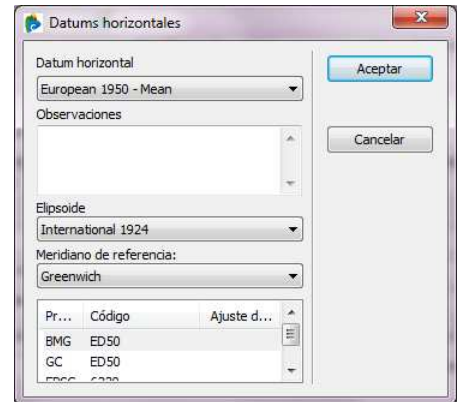 Datums horizontales
Datum horizontal
Aceptar
European 1950 - Mean
Observaciones
Cancelar
Elipsoide
International 1924
Meridiano de referencia:
Greenwich
Pr... Código Ajuste d...
BMG ED50
GC ED50